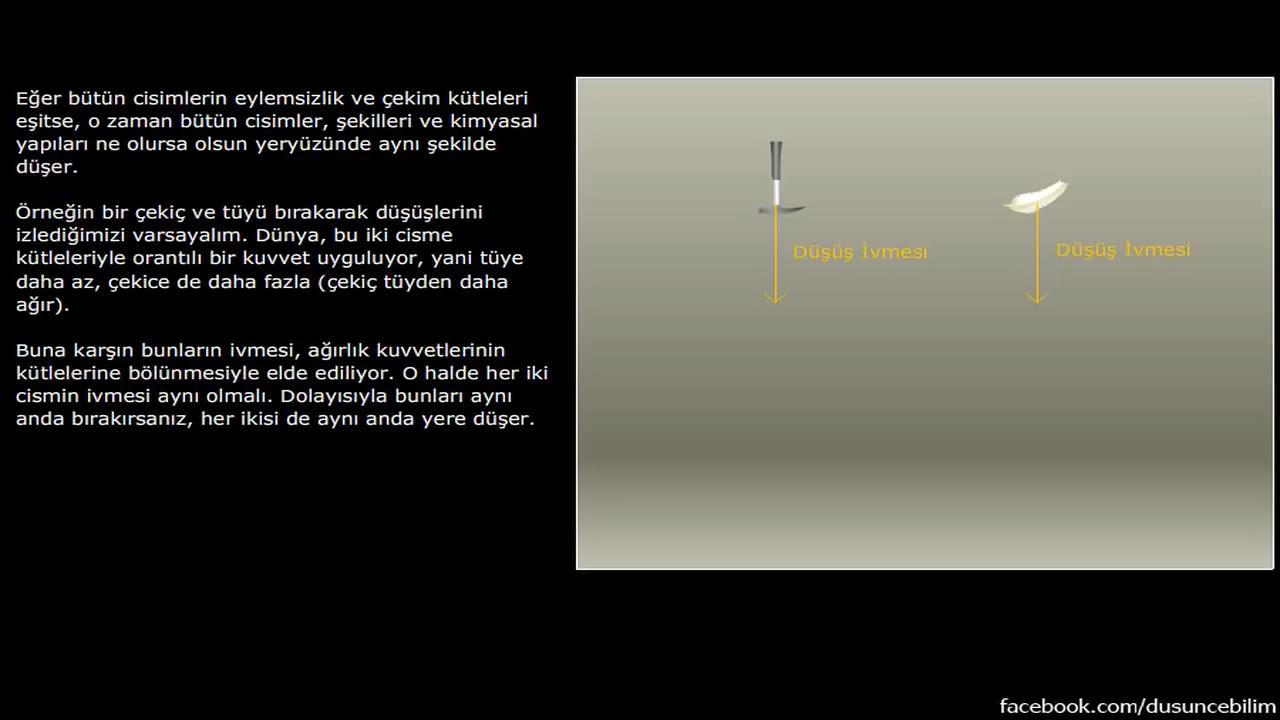 Eğer bütün cisimlerin eylemsizlik ve çekim kütleleri
eşitse, o zaman bütün cisimler, şekilleri ve kimyasal
yapıları ne olursa olsun yeryüzünde aynı şekilde
düşer.
Örneğin bir çekiç ve tüyü bırakarak düşüşlerini
izlediğimizi varsayalım. Dünya, bu iki cisme
kütleleriyle orantılı bir kuvvet uyguluyor, yani tüye
daha az, çekice de daha fazla (çekiç tüyden daha
ağır).
Buna karşın bunların ivmesi, ağırlık kuvvetlerinin
kütlelerine bölünmesiyle elde ediliyor. O halde her iki
cismin ivmesi aynı olmalı. Dolayısıyla bunları aynı
anda bırakırsanız, her ikisi de aynı anda yere düşer.
Düşüş İvmesi
Düşüş İvmesi
facebook.com/dusuncebilim